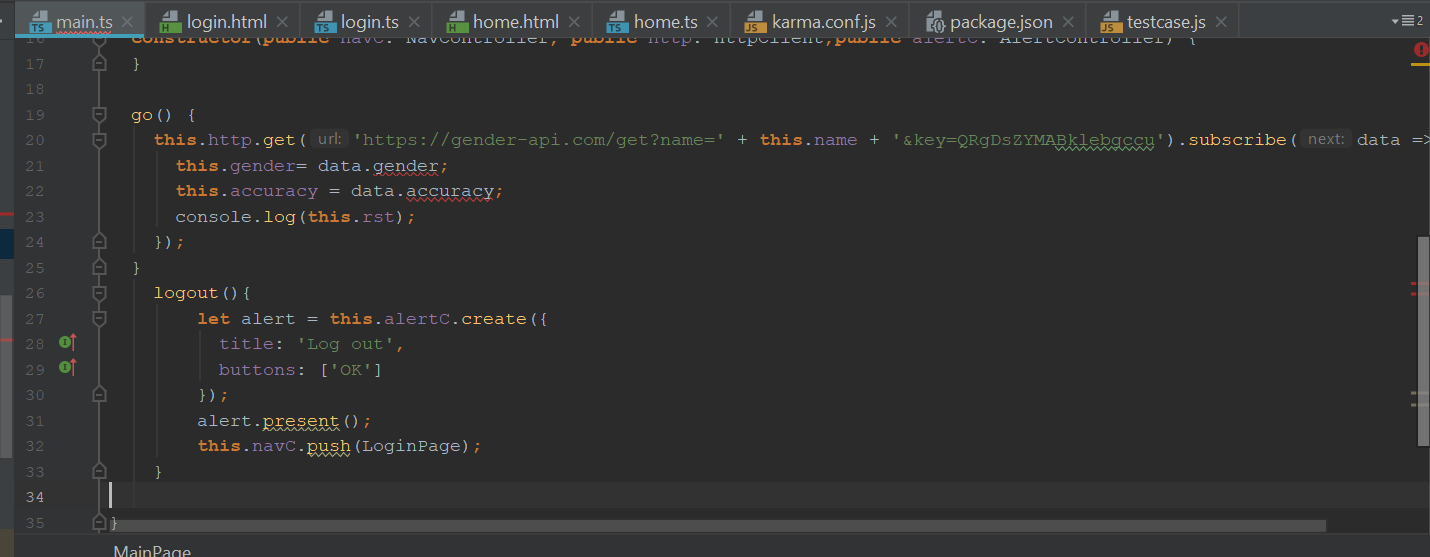 main.ts login.html login.ts home.html home.ts karma.conf.js package.json testcase.js 2
TS H TS H TS JS JS
16 constructor(public navC: NavController, public http: HttpClient,public alertC: AlertController) {
17 }
18
19 go() {
20 this.http.get( url: 'https://gender-api.com/get?name=' + this.name + '&key=QRgDsZYMABklebqccu').subscribe( next: data =>
21 this.gender= data.gender;
22 this.accuracy = data.accuracy;
23 console.log(this.rst);
24 });
25 }
26 logout(){
27 let alert = this.alertC.create({
28 title: 'Log out',
29 buttons: ['OK']
30 });
31 alert.present();
32 this.navC.push(LoginPage);
33 }
34
35 }
MainPage